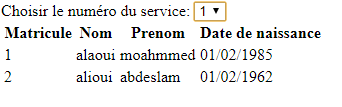 Choisir le numéro du service: 1
Matricule Nom Prenom Date de naissance
1 alaoui moahmmed 01/02/1985
2 alioui abdeslam 01/02/1962